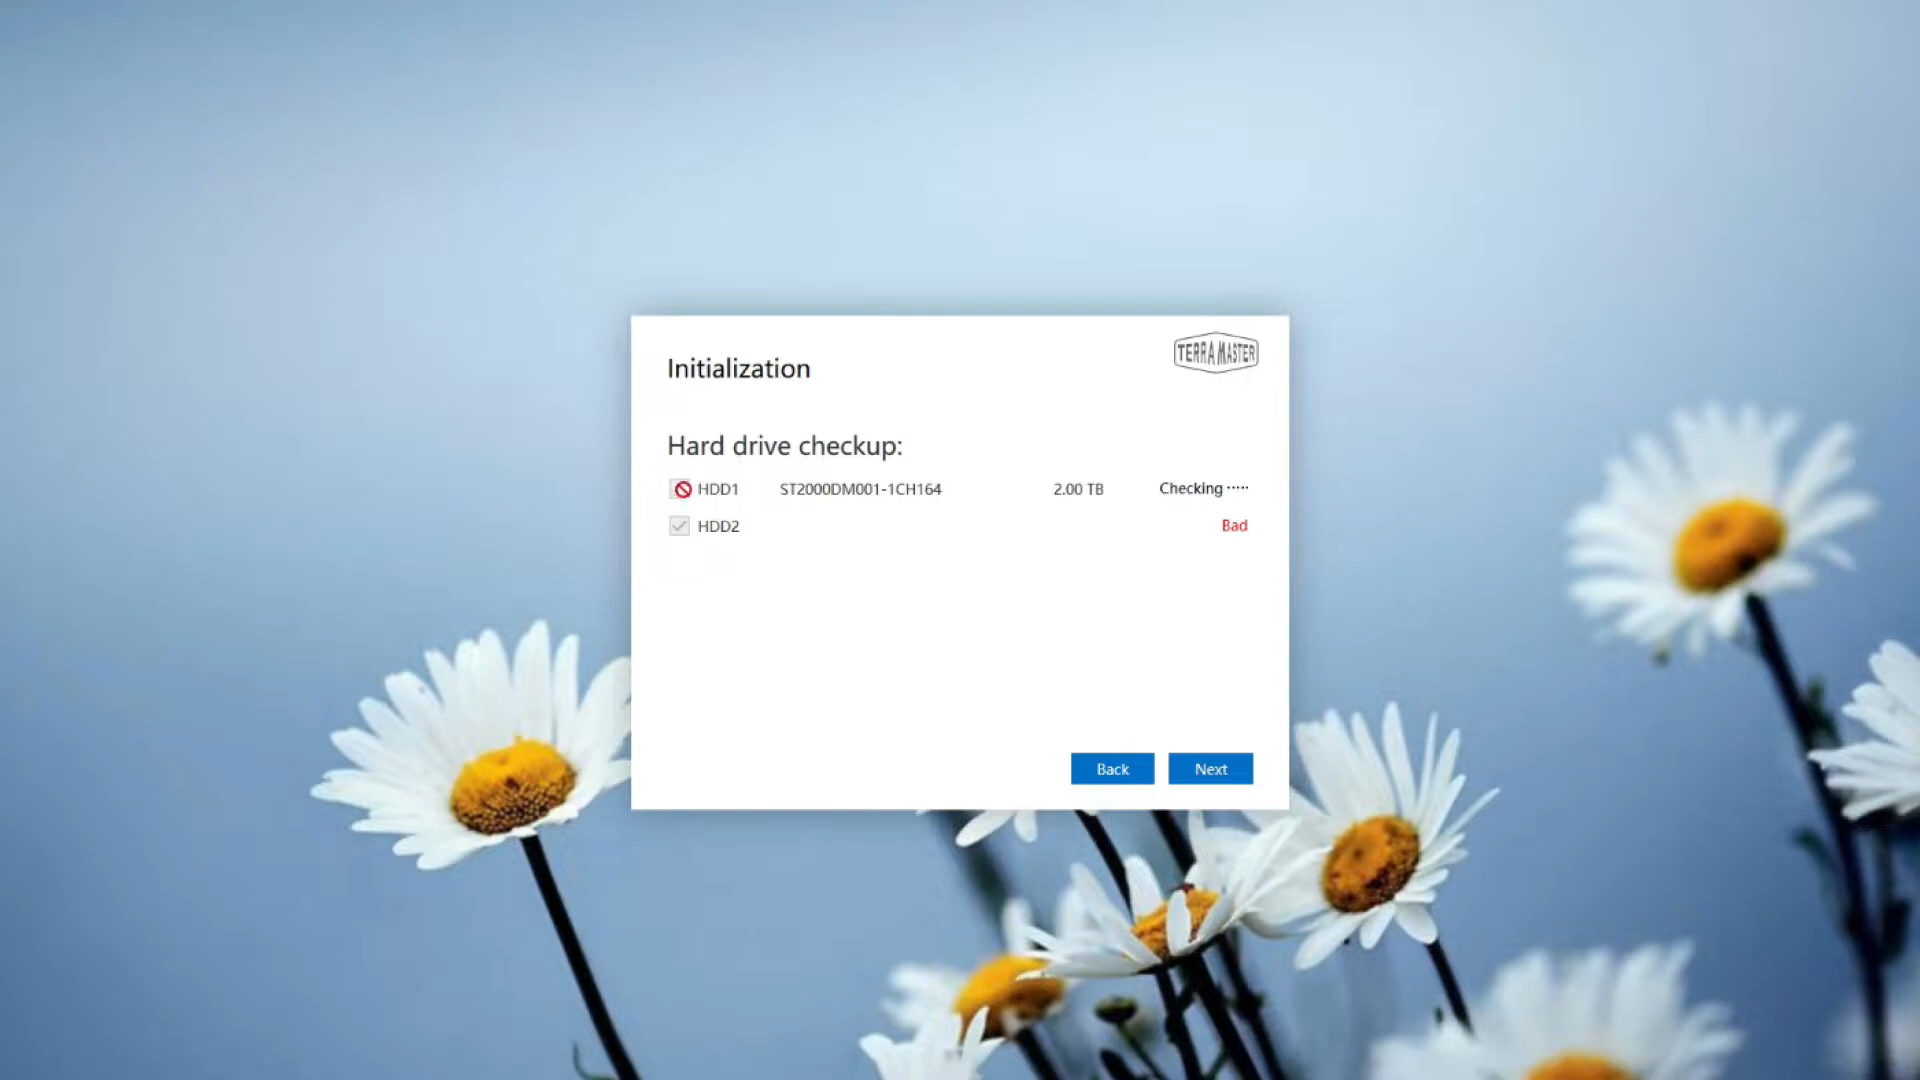 TERRA MASTER
Initialization
Hard drive checkup:
HDD1 ST2000DM001-1CH164 2.00 TB Checking ·····
HDD2 Bad
Back Next